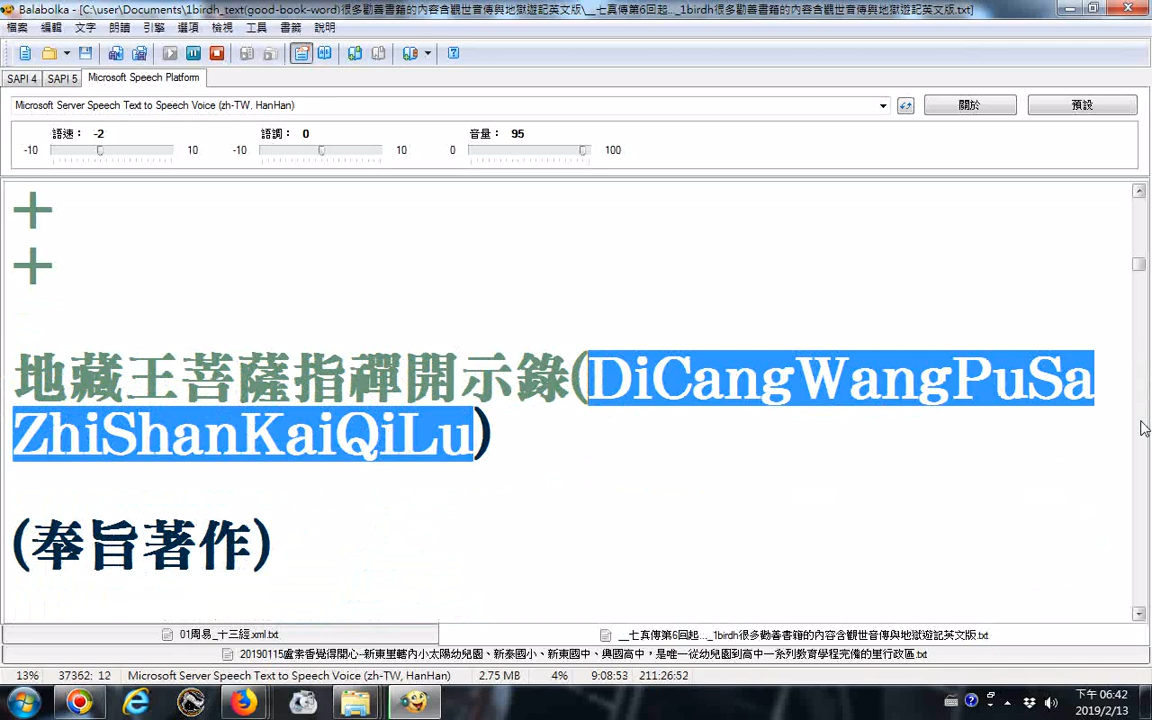 Balabolka - [C:\user\Documents\1birdh_text(good-book-word)很多勸善書籍的內容含觀世音傳與地獄遊記英文版\__七真傳第6回起..._1birdh很多勸善書籍的內容含觀世音傳與地獄遊記英文版.txt]
檔案 編輯 文字 朗讀 引擎 選項 檢視 工具 書籤 說明
SAPI 4 SAPI 5 Microsoft Speech Platform
Microsoft Server Speech Text to Speech Voice (zh-TW, HanHan) 關於 預設
語速： -2 語調： 0 音量： 95
-10 10 -10 10 0 100
＋
＋
地藏王菩薩指禪開示錄(DiCangWangPuSa
ZhiShanKaiQiLu)
(奉旨著作)
01周易_十三經.xml.txt __七真傳第6回起..._1birdh很多勸善書籍的內容含觀世音傳與地獄遊記英文版.txt
20190115盧素香覺得開心--新東里轄內小太陽幼兒園、新泰國小、新東國中、興國高中，是唯一從幼兒園到高中一系列教育學程完備的里行政區.txt
13% 37362: 12 Microsoft Server Speech Text to Speech Voice (zh-TW, HanHan) 2.75 MB 4% 9:08:53 211:26:52
下午 06:42
2019/2/13